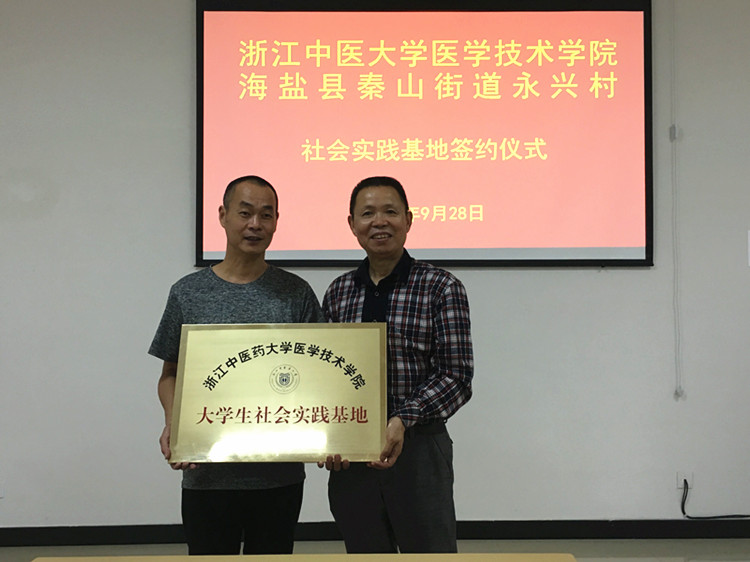 浙江中医大学医学技术学院
海盐县秦山街道永兴村
社会实践基地签约仪式
年9月28日
浙江中医药大学医学技术学院
大学生社会实践基地